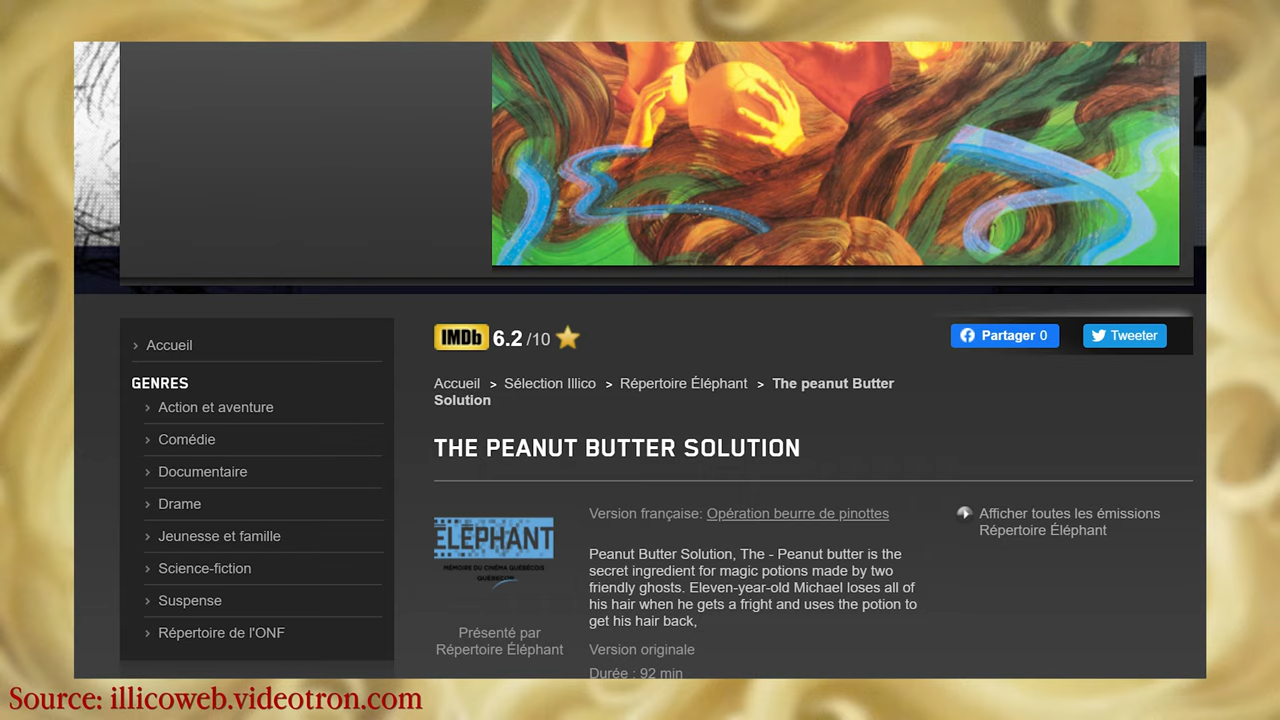 IMDb 6.2 /10
Partager 0
Tweeter
Accueil
GENRES
Action et aventure
Comédie
Documentaire
Drame
Jeunesse et famille
Science-fiction
Suspense
Répertoire de l'ONF
Accueil > Sélection Illico > Répertoire Éléphant > The peanut Butter
Solution
THE PEANUT BUTTER SOLUTION
ÉLÉPHANT
MÉMOIRE DU CINÉMA QUÉBÉCOIS
QUÉBECOR
Présenté par
Répertoire Éléphant
Version française: Opération beurre de pinottes
Peanut Butter Solution, The - Peanut butter is the
secret ingredient for magic potions made by two
friendly ghosts. Eleven-year-old Michael loses all of
his hair when he gets a fright and uses the potion to
get his hair back,
Version originale
Durée : 92 min
Afficher toutes les émissions
Répertoire Éléphant
Source: illicoweb.videotron.com